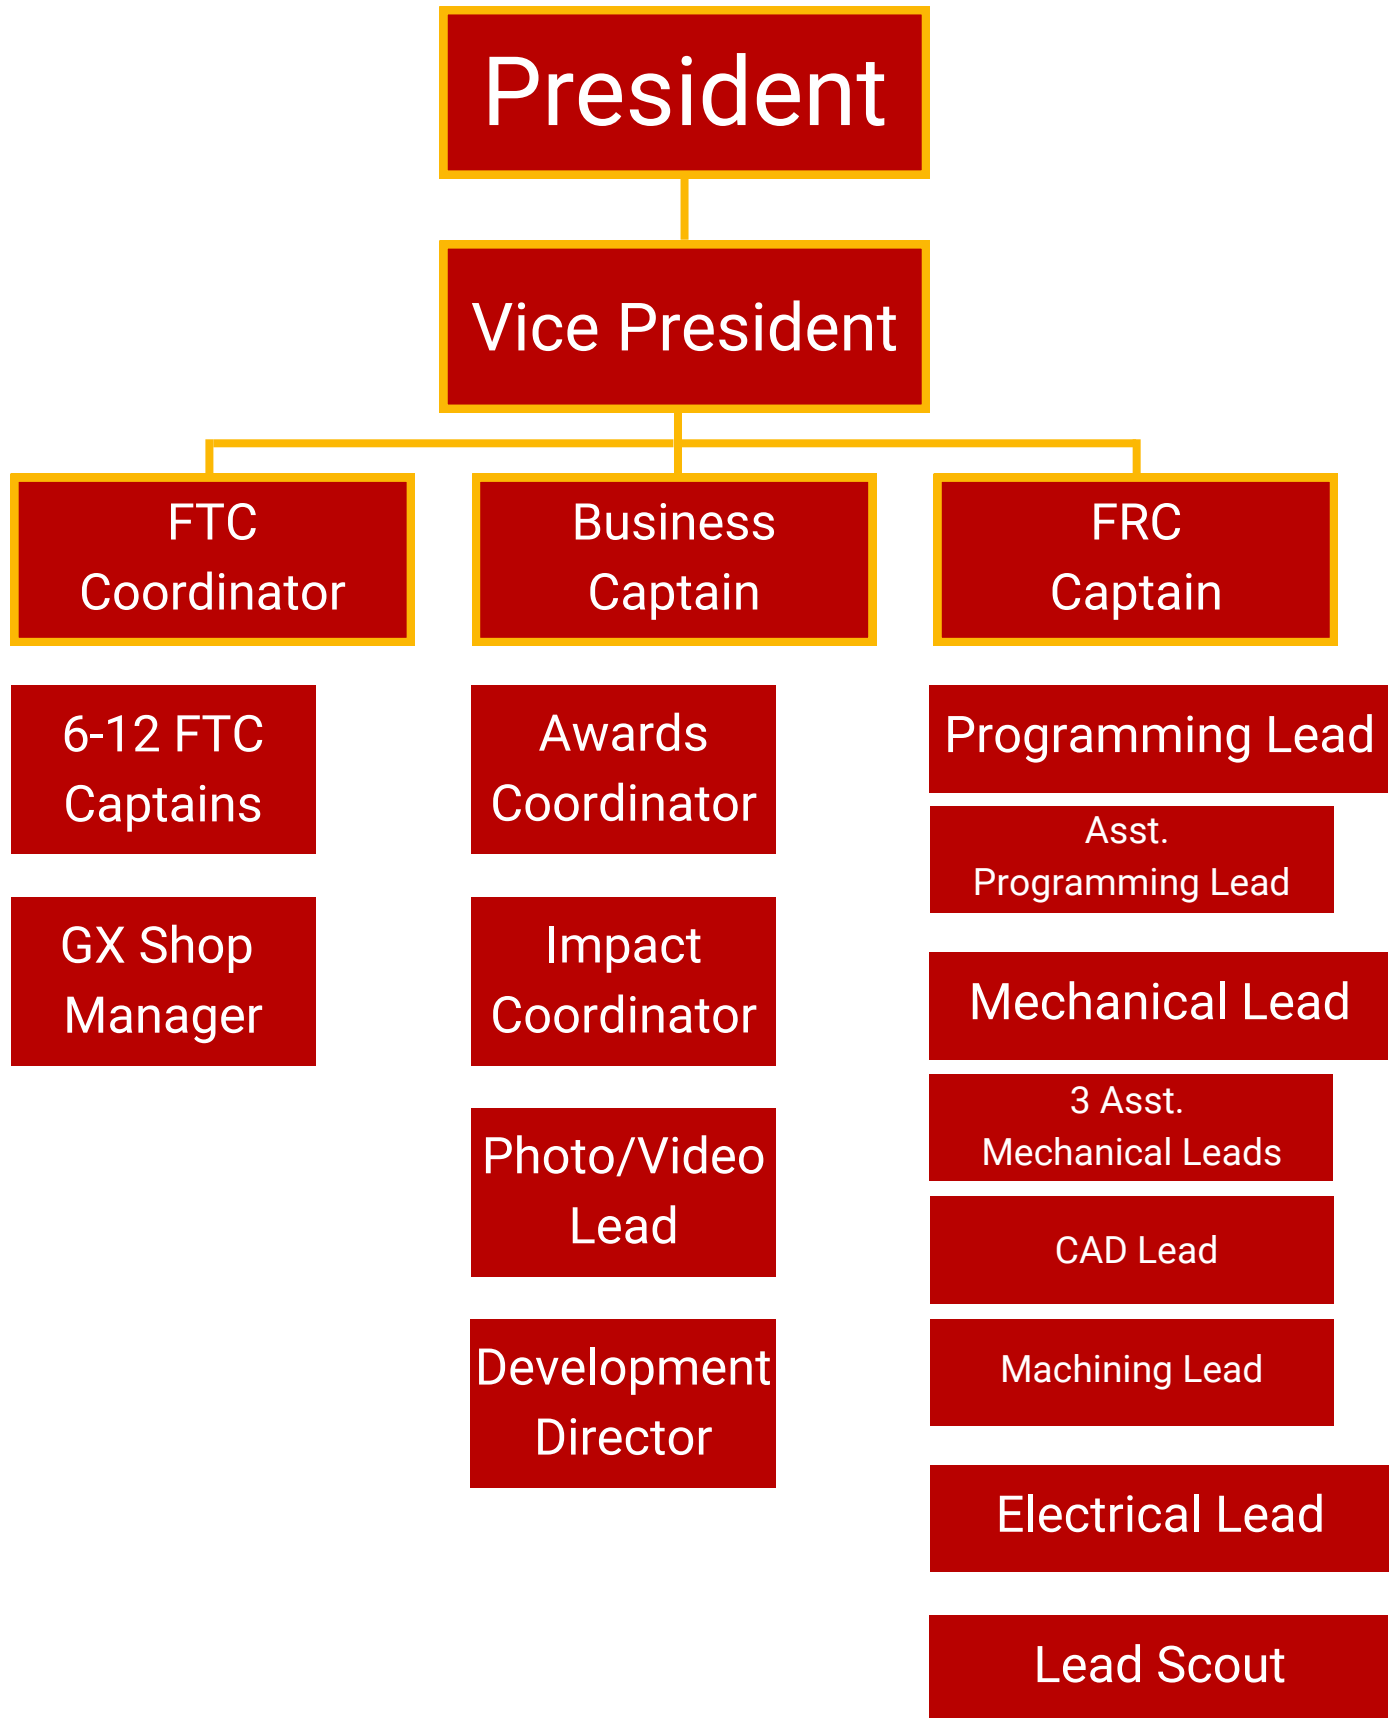 President
Vice President
FTC
Coordinator
Business
Captain
FRC
Captain
6-12 FTC
Captains
GX Shop
Manager
Awards
Coordinator
Impact
Coordinator
Photo/Video
Lead
Development
Director
Programming Lead
Asst.
Programming Lead
Mechanical Lead
3 Asst.
Mechanical Leads
CAD Lead
Machining Lead
Electrical Lead
Lead Scout